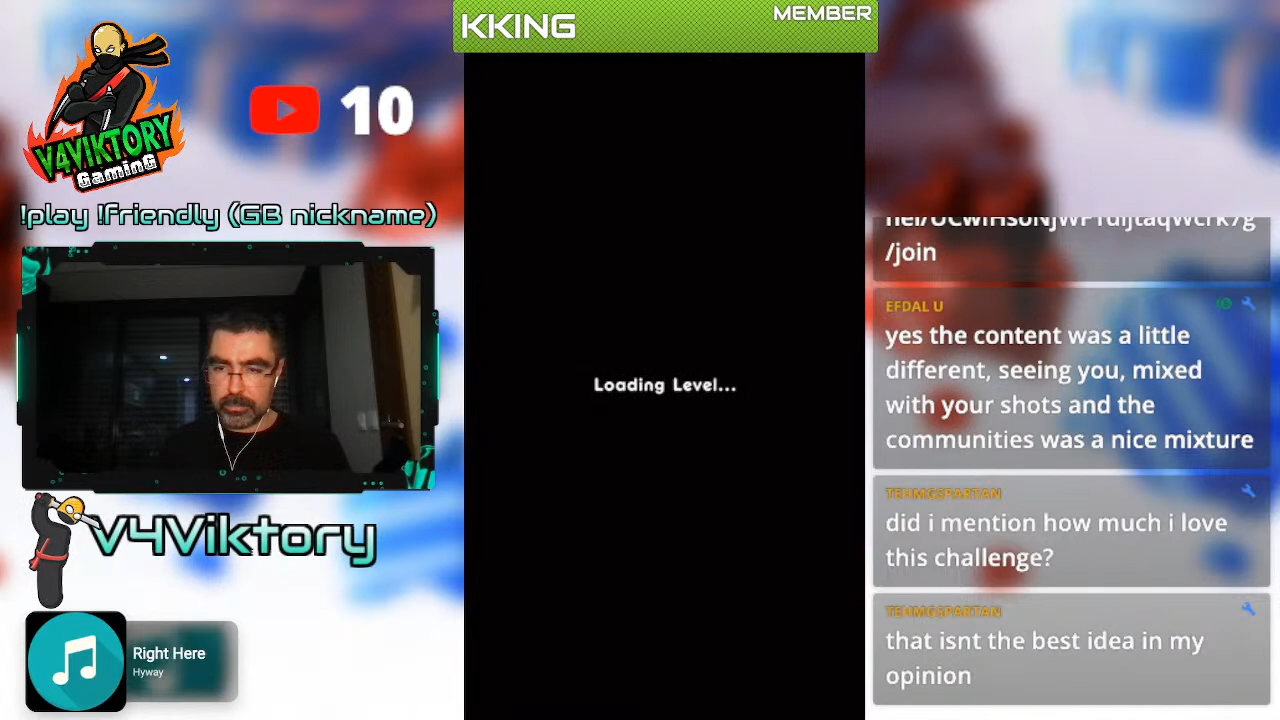 KKING
MEMBER
V4VIKTORY
GaminG
10
!play !friendly (GB nickname)
V4Viktory
Right Here
Hyway
Loading Level...
/join
EFDAL U
yes the content was a little
different, seeing you, mixed
with your shots and the
communities was a nice mixture
TEHMGSPARTAN
did i mention how much i love
this challenge?
TEHMGSPARTAN
that isnt the best idea in my
opinion